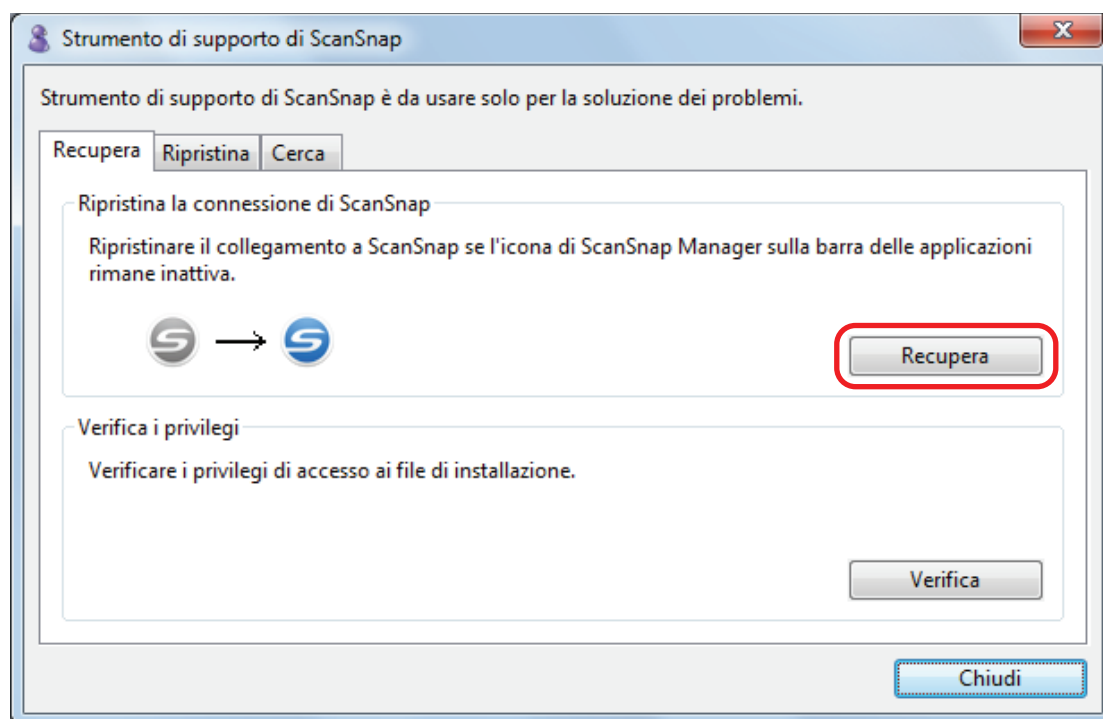 Strumento di supporto di ScanSnap
Strumento di supporto di ScanSnap è da usare solo per la soluzione dei problemi.
Recupera Ripristina Cerca
Ripristina la connessione di ScanSnap
Ripristinare il collegamento a ScanSnap se l'icona di ScanSnap Manager sulla barra delle applicazioni
rimane inattiva.
Recupera
Verifica i privilegi
Verificare i privilegi di accesso ai file di installazione.
Verifica
Chiudi